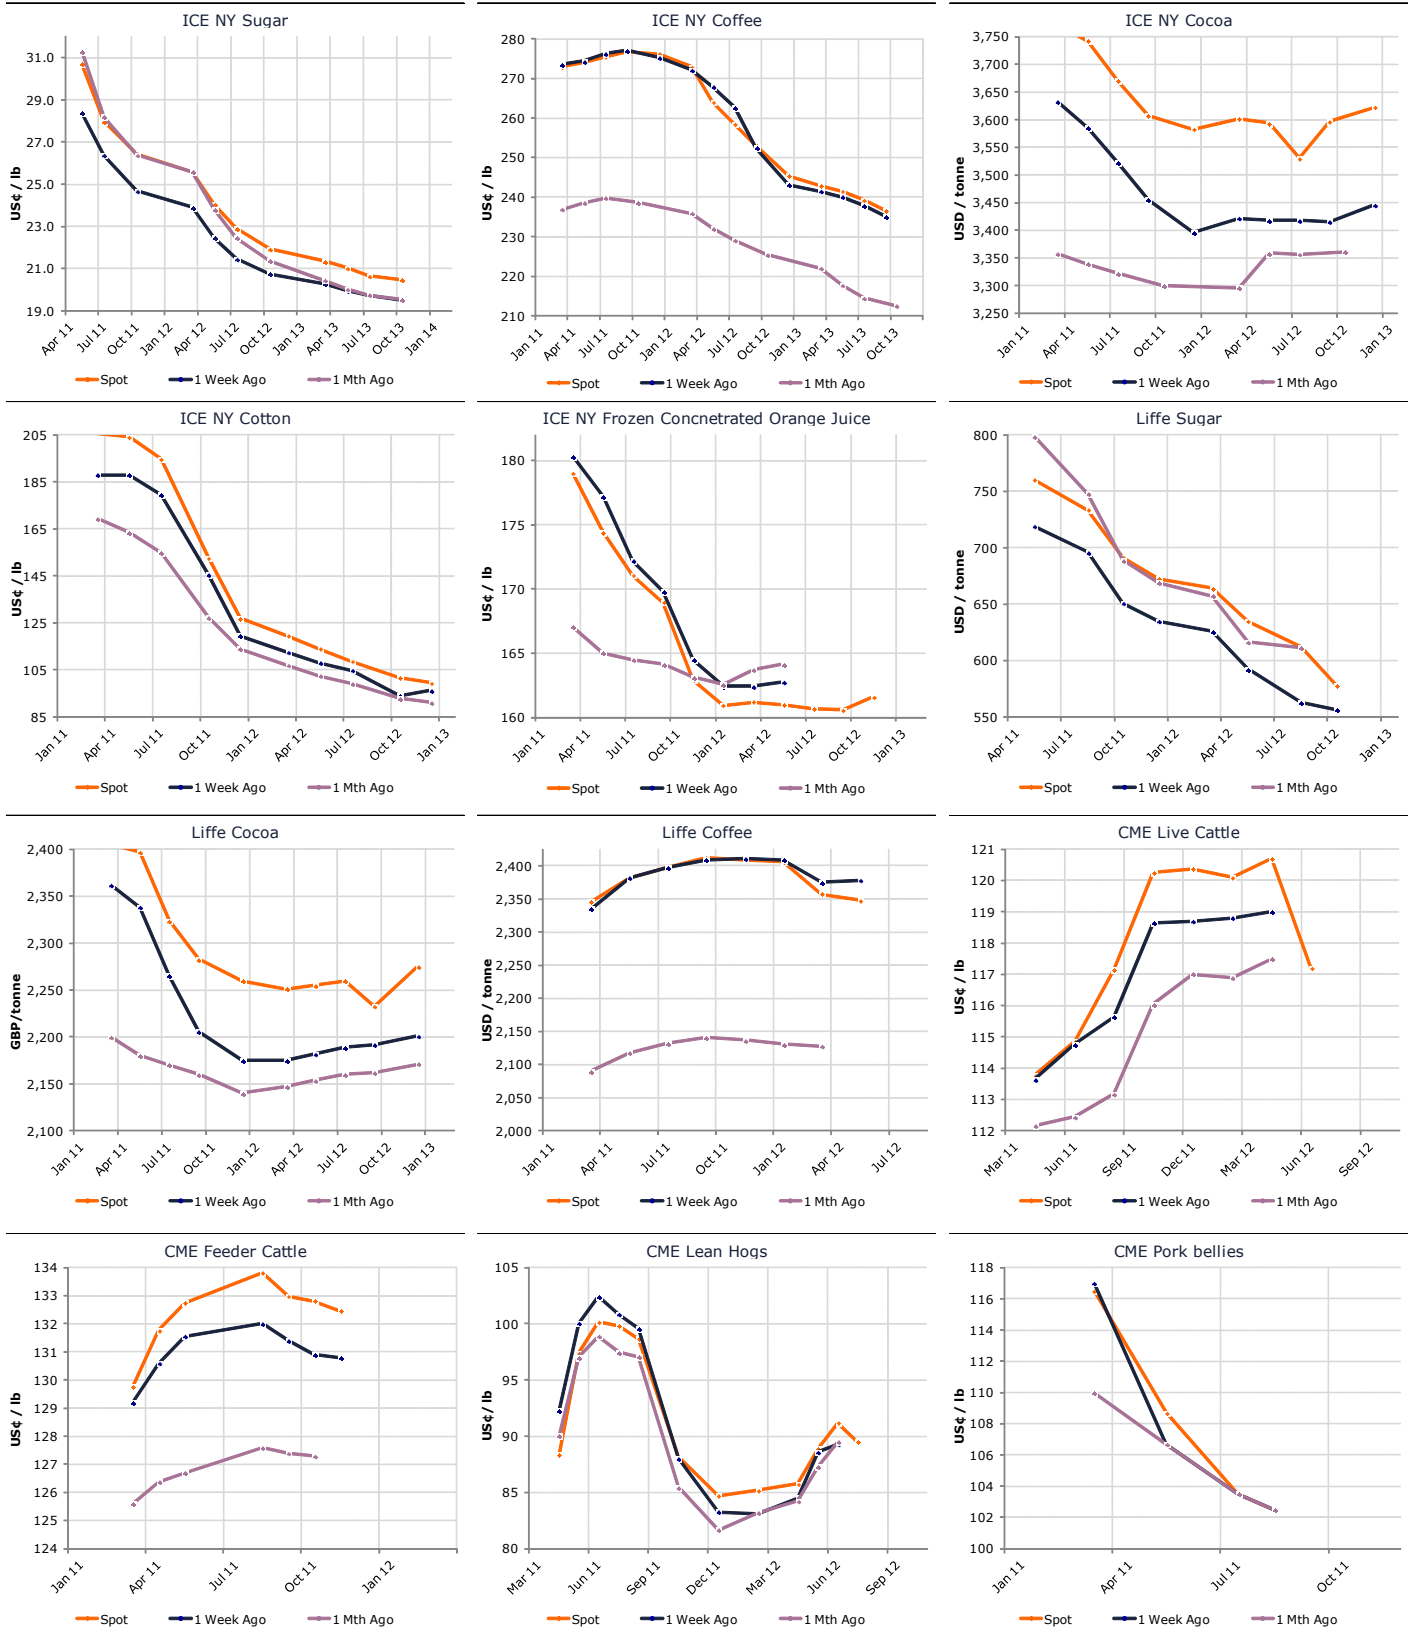 ICE NY Sugar
US¢ / lb
31.0
29.0
27.0
25.0
23.0
21.0
19.0
Apr 11 Jul 11 Oct 11 Jan 12 Apr 12 Jul 12 Oct 12 Jan 13 Apr 13 Jul 13 Oct 13 Jan 14
Spot 1 Week Ago 1 Mth Ago
ICE NY Coffee
US¢ / lb
280
270
260
250
240
230
220
210
Jan 11 Apr 11 Jul 11 Oct 11 Jan 12 Apr 12 Jul 12 Oct 12 Jan 13 Apr 13 Jul 13 Oct 13
Spot 1 Week Ago 1 Mth Ago
ICE NY Cocoa
USD / tonne
3,750
3,700
3,650
3,600
3,550
3,500
3,450
3,400
3,350
3,300
3,250
Jan 11 Apr 11 Jul 11 Oct 11 Jan 12 Apr 12 Jul 12 Oct 12 Jan 13
Spot 1 Week Ago 1 Mth Ago
ICE NY Cotton
US¢ / lb
205
185
165
145
125
105
85
Jan 11 Apr 11 Jul 11 Oct 11 Jan 12 Apr 12 Jul 12 Oct 12 Jan 13
Spot 1 Week Ago 1 Mth Ago
ICE NY Frozen Concnetrated Orange Juice
US¢ / lb
180
175
170
165
160
Jan 11 Apr 11 Jul 11 Oct 11 Jan 12 Apr 12 Jul 12 Oct 12 Jan 13
Spot 1 Week Ago 1 Mth Ago
Liffe Sugar
USD / tonne
800
750
700
650
600
550
Apr 11 Jul 11 Oct 11 Jan 12 Apr 12 Jul 12 Oct 12 Jan 13
Spot 1 Week Ago 1 Mth Ago
Liffe Cocoa
GBP/tonne
2,400
2,350
2,300
2,250
2,200
2,150
2,100
Jan 11 Apr 11 Jul 11 Oct 11 Jan 12 Apr 12 Jul 12 Oct 12 Jan 13
Spot 1 Week Ago 1 Mth Ago
Liffe Coffee
USD / tonne
2,400
2,350
2,300
2,250
2,200
2,150
2,100
2,050
2,000
Jan 11 Apr 11 Jul 11 Oct 11 Jan 12 Apr 12 Jul 12
Spot 1 Week Ago 1 Mth Ago
CME Live Cattle
US¢ / lb
121
120
119
118
117
116
115
114
113
112
Mar 11 Jun 11 Sep 11 Dec 11 Mar 12 Jun 12 Sep 12
Spot 1 Week Ago 1 Mth Ago
CME Feeder Cattle
US¢ / lb
134
133
132
131
130
129
128
127
126
125
124
Jan 11 Apr 11 Jul 11 Oct 11 Jan 12
Spot 1 Week Ago 1 Mth Ago
CME Lean Hogs
US¢/ lb
105
100
95
90
85
80
Mar 11 Jun 11 Sep 11 Dec 11 Mar 12 Jun 12 Sep 12
Spot 1 Week Ago 1 Mth Ago
CME Pork bellies
US¢ / lb
118
116
114
112
110
108
106
104
102
100
Jan 11 Apr 11 Jul 11 Oct 11
Spot 1 Week Ago 1 Mth Ago